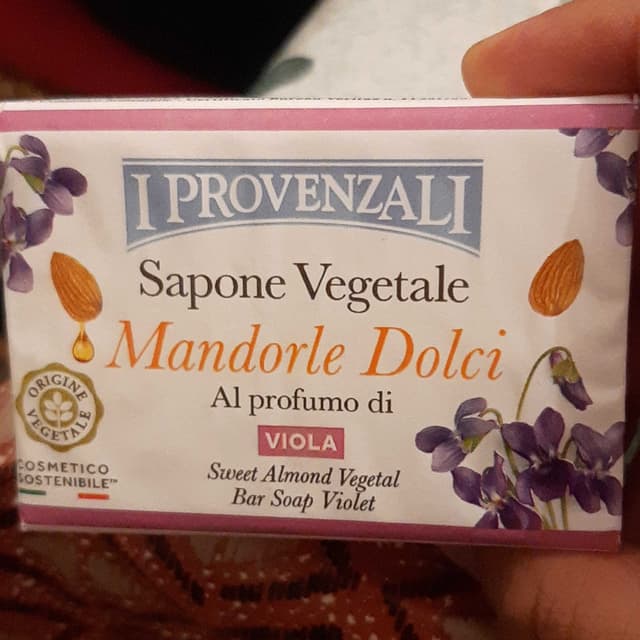 I PROVENZALI
Sapone Vegetale
Mandorle Dolci
Al profumo di
VIOLA
Sweet Almond Vegetal
Bar Soap Violet
ORIGINE
VEGETALE
COSMETICO
SOSTENIBILE™